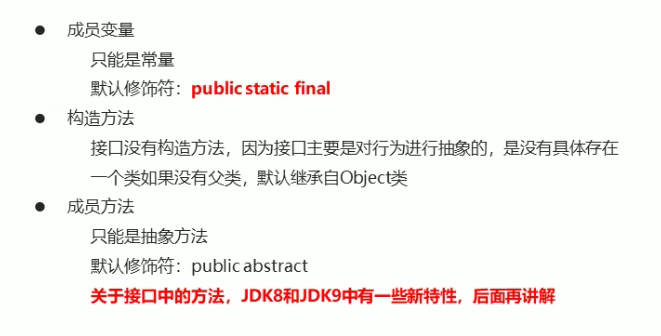 ● 成员变量
只能是常量
默认修饰符：public static final
● 构造方法
接口没有构造方法，因为接口主要是对行为进行抽象的，是没有具体存在
一个类如果没有父类，默认继承自Object类
● 成员方法
只能是抽象方法
默认修饰符：public abstract
关于接口中的方法，JDK8和JDK9中有一些新特性，后面再讲解